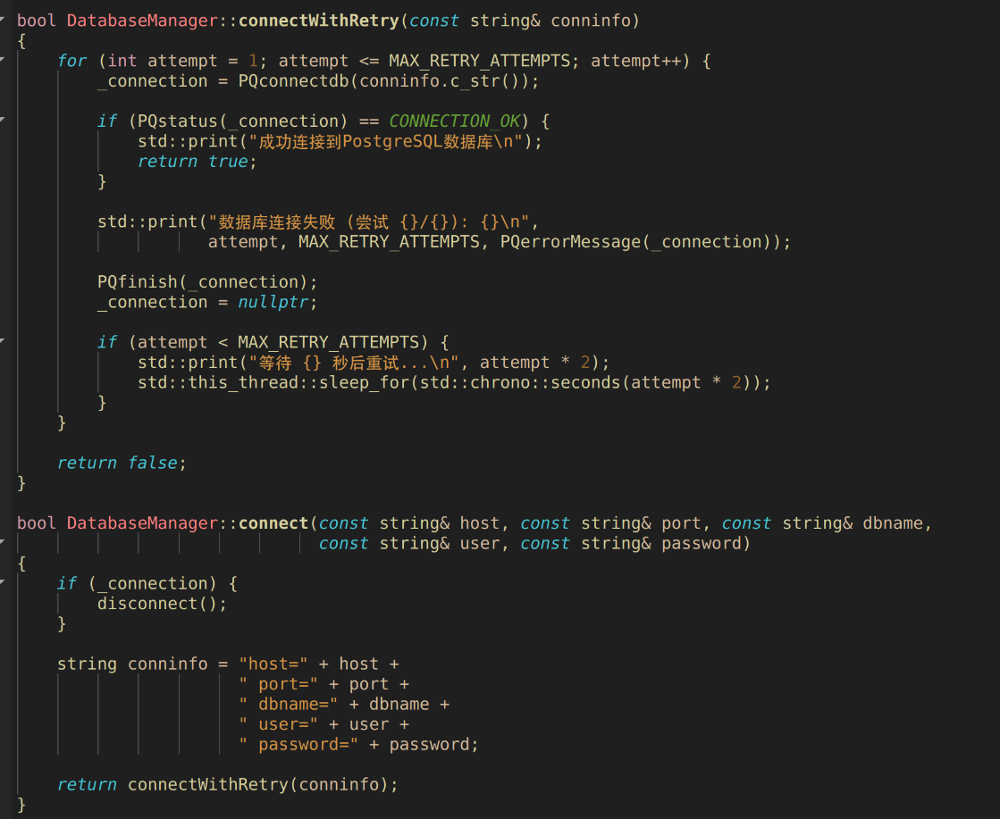 bool DatabaseManager::connectWithRetry(const string& conninfo)
{
    for (int attempt = 1; attempt <= MAX_RETRY_ATTEMPTS; attempt++) {
        _connection = PQconnectdb(conninfo.c_str());

        if (PQstatus(_connection) == CONNECTION_OK) {
            std::print("成功连接到PostgreSQL数据库\n");
            return true;
        }

        std::print("数据库连接失败 (尝试 {}/{}): {}\n",
                   attempt, MAX_RETRY_ATTEMPTS, PQerrorMessage(_connection));

        PQfinish(_connection);
        _connection = nullptr;

        if (attempt < MAX_RETRY_ATTEMPTS) {
            std::print("等待 {} 秒后重试...\n", attempt * 2);
            std::this_thread::sleep_for(std::chrono::seconds(attempt * 2));
        }
    }

    return false;
}

bool DatabaseManager::connect(const string& host, const string& port, const string& dbname,
                              const string& user, const string& password)
{
    if (_connection) {
        disconnect();
    }

    string conninfo = "host=" + host +
                      " port=" + port +
                      " dbname=" + dbname +
                      " user=" + user +
                      " password=" + password;

    return connectWithRetry(conninfo);
}